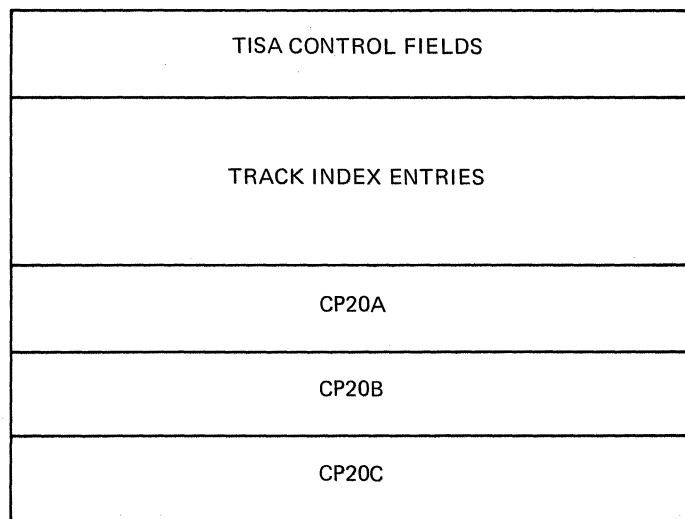 TISA CONTROL FIELDS
TRACK INDEX ENTRIES
CP20A
CP20B
CP20C